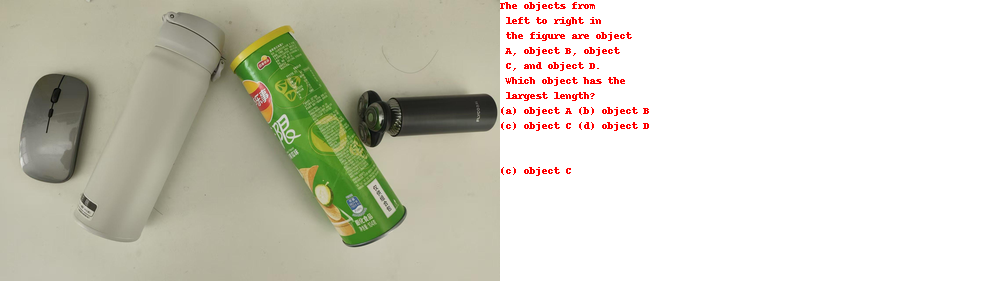 The objects from
left to right in
the figure are object
A, object B, object
C, and object D.
Which object has the
largest length?
(a) object A (b) object B
(c) object C (d) object D
(c) object C